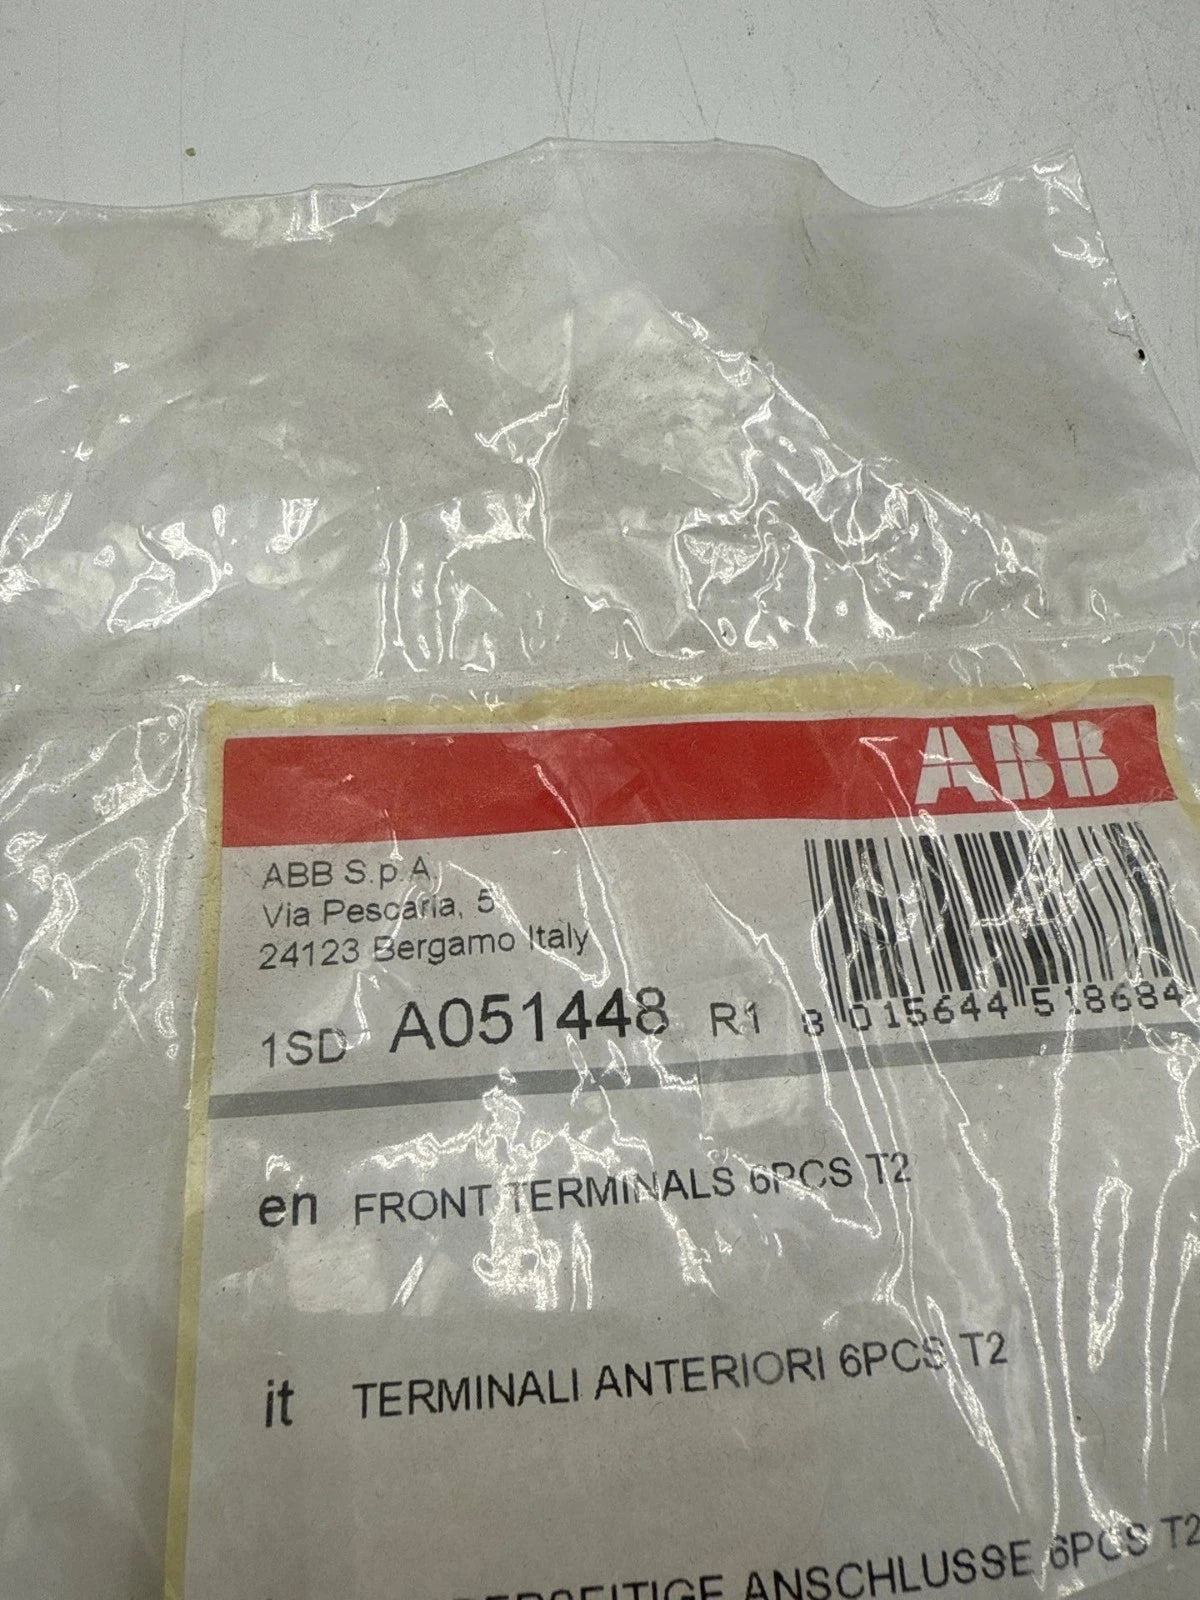 ABB
ABB S.p.A.
Via Pescaria, 5
24123 Bergamo Italy
1SD A051448 R1
8 015644 518684
en FRONT TERMINALS 6PCS T2
it TERMINALI ANTERIORI 6PCS T2
ANSCHLUSSE 6PCS T2